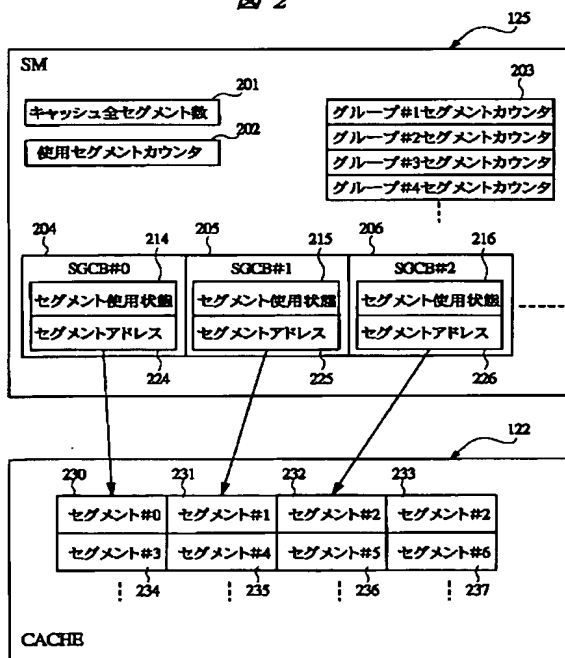 図 2
125
SM
201
203
キャッシュ全セグメント数
グループ#1セグメントカウンタ
202
グループ#2セグメントカウンタ
使用セグメントカウンタ
グループ#3セグメントカウンタ
グループ#4セグメントカウンタ
204 214 205 215 206 216
SGCB#0 SGCB#1 SGCB#2
セグメント使用状態 セグメント使用状態 セグメント使用状態
セグメントアドレス セグメントアドレス セグメントアドレス
224 225 226
122
230 231 232 233
セグメント#0 セグメント#1 セグメント#2 セグメント#2
セグメント#3 セグメント#4 セグメント#5 セグメント#6
234 235 236 237
CACHE